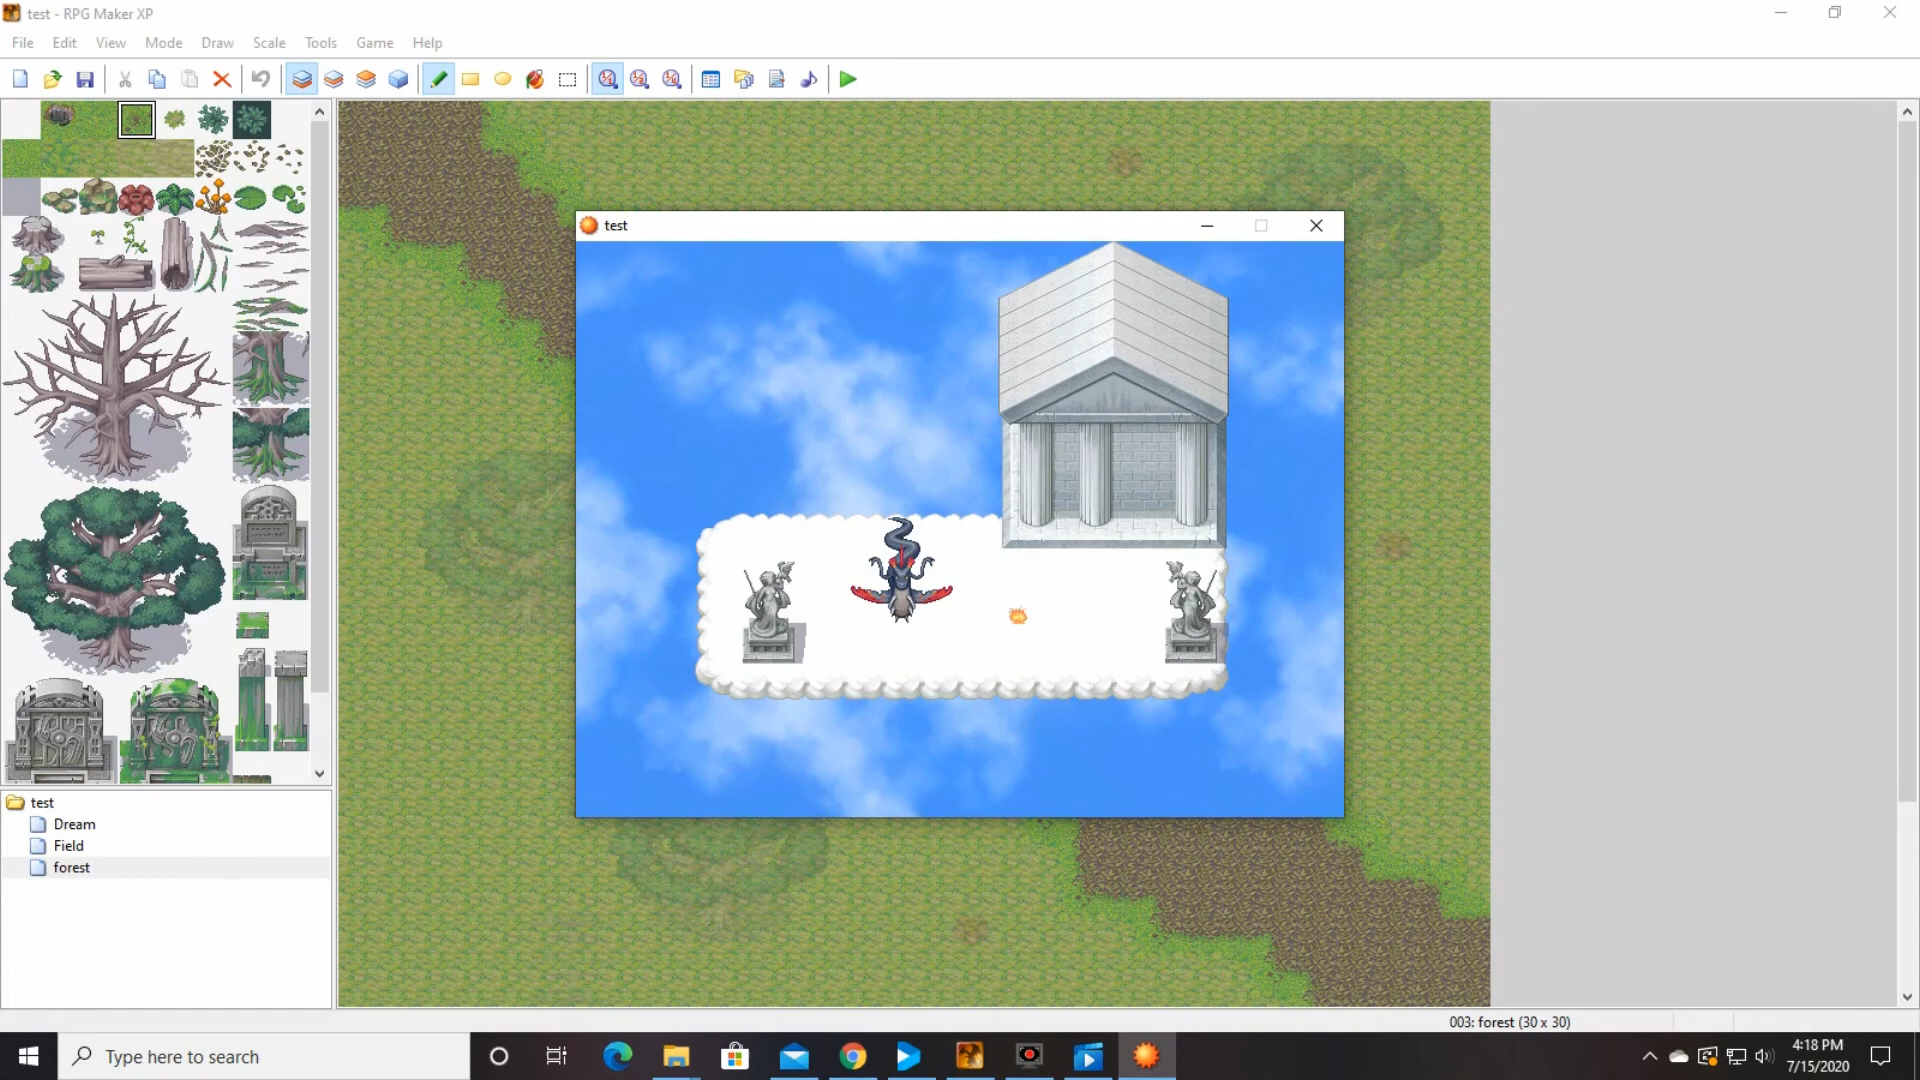 test - RPG Maker XP
File Edit View Mode Draw Scale Tools Game Help
test
test
Dream
Field
forest
003: forest (30 x 30)
Type here to search
4:18 PM
7/15/2020